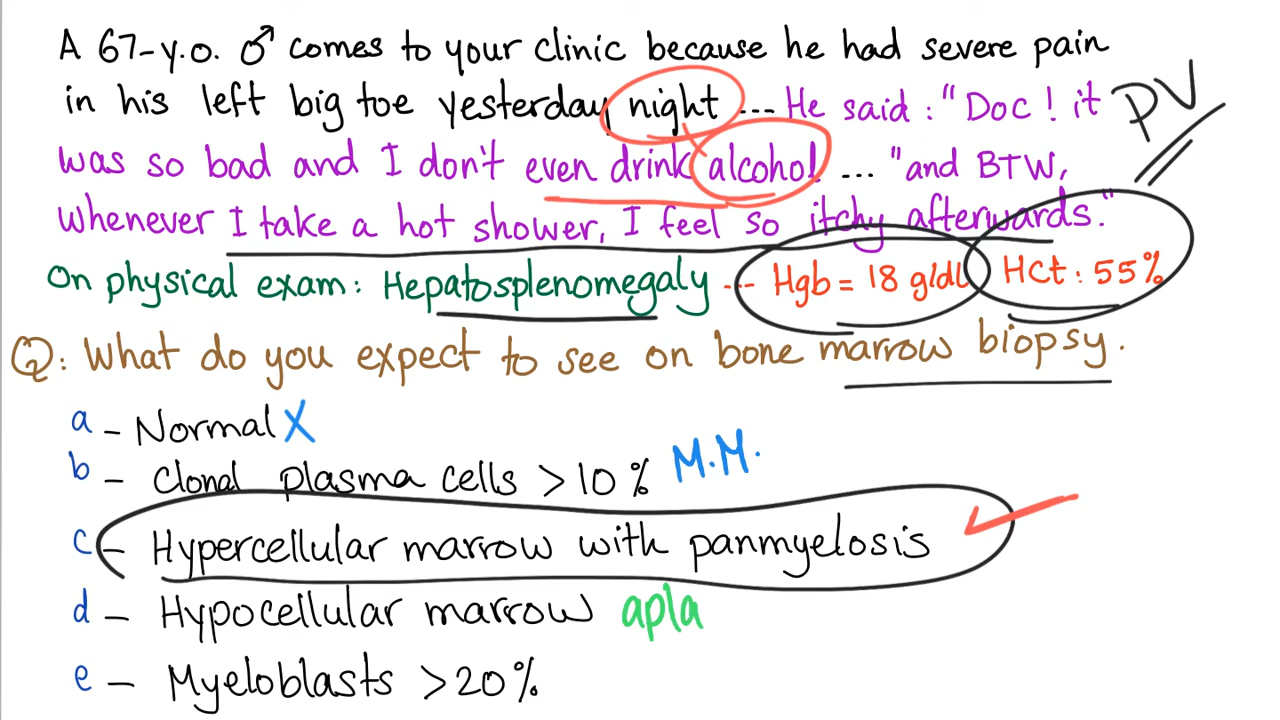 A 67-y.o. ♂ comes to your clinic because he had severe pain
in his left big toe yesterday night ... He said: "Doc! it
PV
was so bad and I don't even drink alcohol ... "and BTW,
whenever I take a hot shower, I feel so itchy afterwards."
On physical exam: Hepatosplenomegaly --- Hgb = 18 g/dl HCt: 55%
Q: What do you expect to see on bone marrow biopsy.
a - Normal X
b - Clonal plasma cells >10% M.M.
c - Hypercellular marrow with panmyelosis ✓
d - Hypocellular marrow apla
e - Myeloblasts >20%